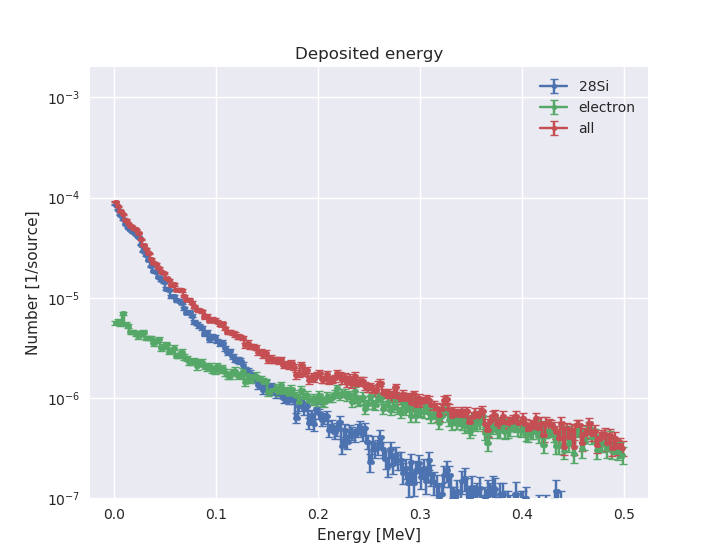 Deposited energy
28Si
electron
all
Number [1/source]
10⁻³
10⁻⁴
10⁻⁵
10⁻⁶
10⁻⁷
0.0 0.1 0.2 0.3 0.4 0.5
Energy [MeV]